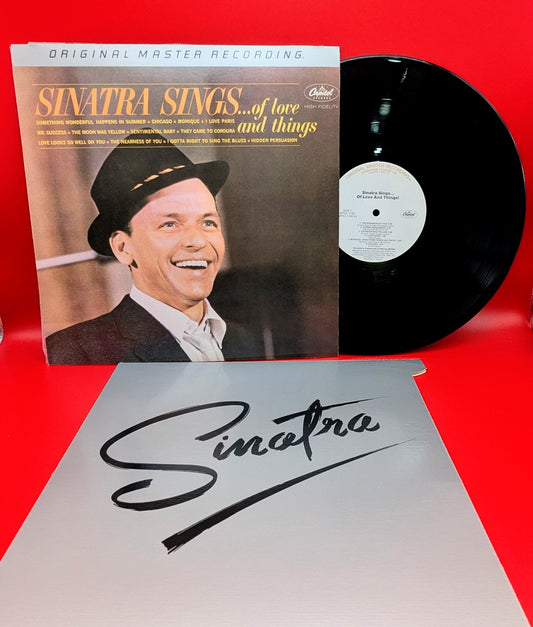 ORIGINAL MASTER RECORDING
Capitol
RECORDS
HIGH FIDELITY
SINATRA SINGS...of love
and things
SOMETHING WONDERFUL HAPPENS IN SUMMER • CHICAGO • MONIQUE • I LOVE PARIS
MR. SUCCESS • THE MOON WAS YELLOW • SENTIMENTAL BABY • THEY CAME TO CORDURA
LOVE LOOKS SO WELL ON YOU • THE NEARNESS OF YOU • I GOTTA RIGHT TO SING THE BLUES • HIDDEN PERSUASION
Sinatra Sings...
Of Love And Things!
Capitol
Sinatra